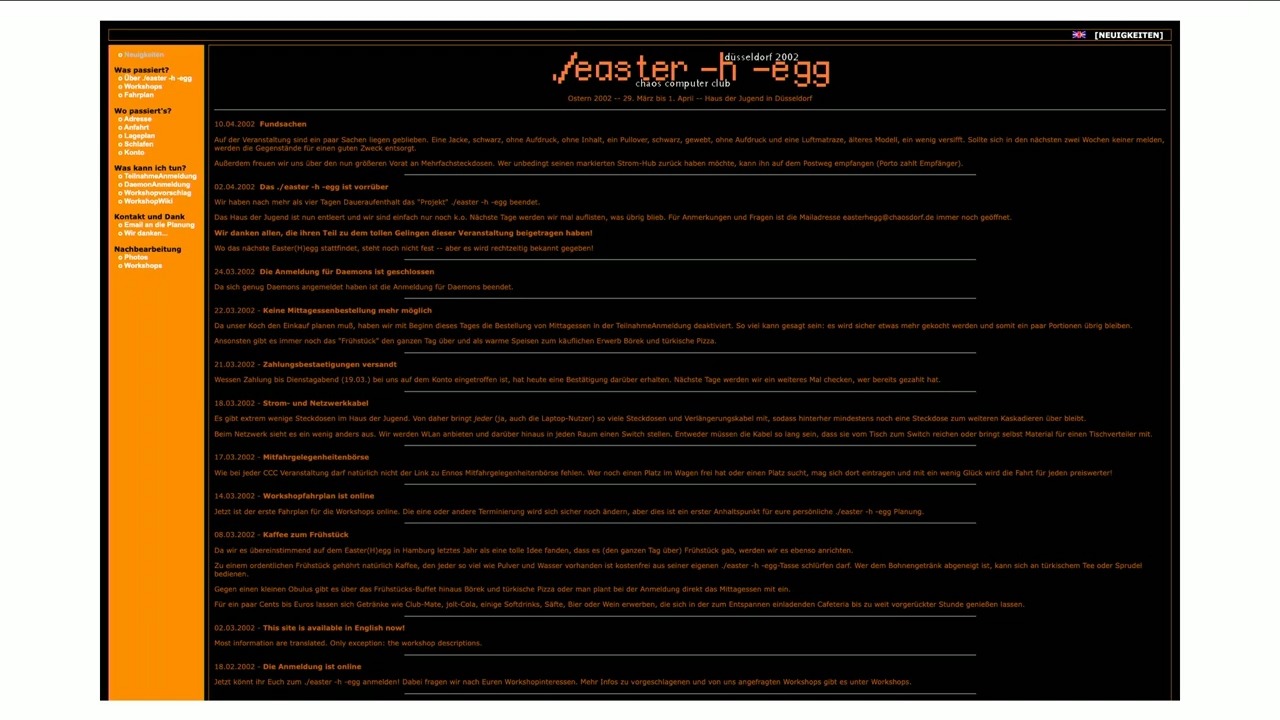 [NEUIGKEITEN]
o Neuigkeiten
Was passiert?
o Über ./easter -h -egg
o Workshops
o Fahrplan
Wo passiert's?
o Adresse
o Anfahrt
o Lageplan
o Schlafen
o Konto
Was kann ich tun?
o TeilnahmeAnmeldung
o DaemonAnmeldung
o Workshopvorschlag
o WorkshopWiki
Kontakt und Dank
o Email an die Planung
o Wir danken...
Nachbearbeitung
o Photos
o Workshops
düsseldorf 2002
./easter -h -egg
chaos computer club
Ostern 2002 -- 29. März bis 1. April -- Haus der Jugend in Düsseldorf
10.04.2002 Fundsachen
Auf der Veranstaltung sind ein paar Sachen liegen geblieben. Eine Jacke, schwarz, ohne Aufdruck, ohne Inhalt, ein Pullover, schwarz, gewebt, ohne Aufdruck und eine Luftmatraze, älteres Modell, ein wenig versifft. Sollte sich in den nächsten zwei Wochen keiner melden,
werden die Gegenstände für einen guten Zweck entsorgt.
Außerdem freuen wir uns über den nun größeren Vorat an Mehrfachsteckdosen. Wer unbedingt seinen markierten Strom-Hub zurück haben möchte, kann ihn auf dem Postweg empfangen (Porto zahlt Empfänger).
02.04.2002 Das ./easter -h -egg ist vorrüber
Wir haben nach mehr als vier Tagen Daueraufenthalt das "Projekt" ./easter -h -egg beendet.
Das Haus der Jugend ist nun entleert und wir sind einfach nur noch k.o. Nächste Tage werden wir mal auflisten, was übrig blieb. Für Anmerkungen und Fragen ist die Mailadresse easterhegg@chaosdorf.de immer noch geöffnet.
Wir danken allen, die ihren Teil zu dem tollen Gelingen dieser Veranstaltung beigetragen haben!
Wo das nächste Easter(H)egg stattfindet, steht noch nicht fest -- aber es wird rechtzeitig bekannt gegeben!
24.03.2002 Die Anmeldung für Daemons ist geschlossen
Da sich genug Daemons angemeldet haben ist die Anmeldung für Daemons beendet.
22.03.2002 - Keine Mittagessenbestellung mehr möglich
Da unser Koch den Einkauf planen muß, haben wir mit Beginn dieses Tages die Bestellung von Mittagessen in der TeilnahmeAnmeldung deaktiviert. So viel kann gesagt sein: es wird sicher etwas mehr gekocht werden und somit ein paar Portionen übrig bleiben.
Ansonsten gibt es immer noch das "Frühstück" den ganzen Tag über und als warme Speisen zum käuflichen Erwerb Börek und türkische Pizza.
21.03.2002 - Zahlungsbestaetigungen versandt
Wessen Zahlung bis Dienstagabend (19.03.) bei uns auf dem Konto eingetroffen ist, hat heute eine Bestätigung darüber erhalten. Nächste Tage werden wir ein weiteres Mal checken, wer bereits gezahlt hat.
18.03.2002 - Strom- und Netzwerkkabel
Es gibt extrem wenige Steckdosen im Haus der Jugend. Von daher bringt jeder (ja, auch die Laptop-Nutzer) so viele Steckdosen und Verlängerungskabel mit, sodass hinterher mindestens noch eine Steckdose zum weiteren Kaskadieren über bleibt.
Beim Netzwerk sieht es ein wenig anders aus. Wir werden WLan anbieten und darüber hinaus in jeden Raum einen Switch stellen. Entweder müssen die Kabel so lang sein, dass sie vom Tisch zum Switch reichen oder bringt selbst Material für einen Tischverteiler mit.
17.03.2002 - Mitfahrgelegenheitenbörse
Wie bei jeder CCC Veranstaltung darf natürlich nicht der Link zu Ennos Mitfahrgelegenheitenbörse fehlen. Wer noch einen Platz im Wagen frei hat oder einen Platz sucht, mag sich dort eintragen und mit ein wenig Glück wird die Fahrt für jeden preiswerter!
14.03.2002 - Workshopfahrplan ist online
Jetzt ist der erste Fahrplan für die Workshops online. Die eine oder andere Terminierung wird sich sicher noch ändern, aber dies ist ein erster Anhaltspunkt für eure persönliche ./easter -h -egg Planung.
08.03.2002 - Kaffee zum Frühstück
Da wir es übereinstimmend auf dem Easter(H)egg in Hamburg letztes Jahr als eine tolle Idee fanden, dass es (den ganzen Tag über) Frühstück gab, werden wir es ebenso anrichten.
Zu einem ordentlichen Frühstück gehöhrt natürlich Kaffee, den jeder so viel wie Pulver und Wasser vorhanden ist kostenfrei aus seiner eigenen ./easter -h -egg-Tasse schlürfen darf. Wer dem Bohnengetränk abgeneigt ist, kann sich an türkischem Tee oder Sprudel
bedienen.
Gegen einen kleinen Obulus gibt es über das Frühstücks-Buffet hinaus Börek und türkische Pizza oder man plant bei der Anmeldung direkt das Mittagessen mit ein.
Für ein paar Cents bis Euros lassen sich Getränke wie Club-Mate, jolt-Cola, einige Softdrinks, Säfte, Bier oder Wein erwerben, die sich in der zum Entspannen einladenden Cafeteria bis zu weit vorgerückter Stunde genießen lassen.
02.03.2002 - This site is available in English now!
Most information are translated. Only exception: the workshop descriptions.
18.02.2002 - Die Anmeldung ist online
Jetzt könnt ihr Euch zum ./easter -h -egg anmelden! Dabei fragen wir nach Euren Workshopinteressen. Mehr Infos zu vorgeschlagenen und von uns angefragten Workshops gibt es unter Workshops.